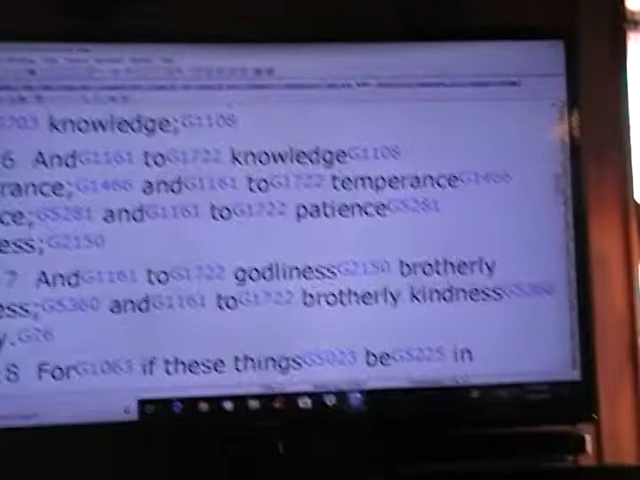 knowledge;G1108
6 AndG1161 toG1722 knowledgeG1108
rance;G1466 andG1161 toG1722 temperanceG1466
ce;G5281 andG1161 toG1722 patienceG5281
ess;G2150
7 AndG1161 toG1722 godlinessG2150 brotherly
ess;G5360 andG1161 toG1722 brotherly kindnessG5360
y.G26
8 ForG1063 if these thingsG5023 beG5225 in